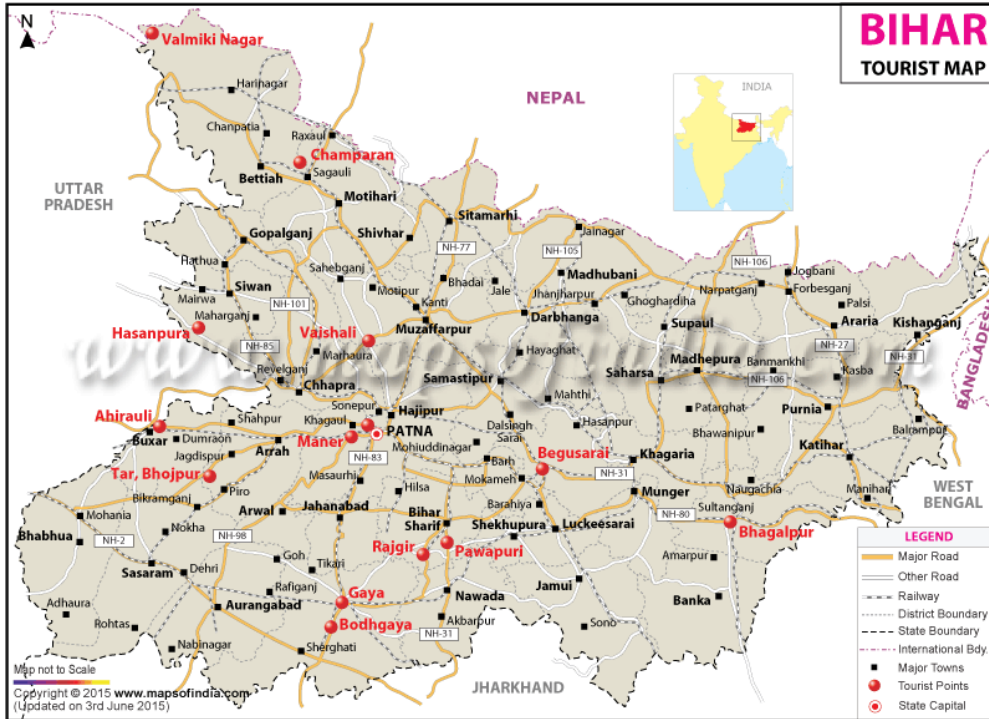 N
BIHAR
TOURIST MAP
INDIA
NEPAL
UTTAR
PRADESH
BANGLADESH
WEST
BENGAL
JHARKHAND
www.mapsofindia.com
Valmiki Nagar
Harinagar
Chanpatia
Raxaul
Champaran
Bettiah
Sagauli
Motihari
Sitamarhi
Gopalganj
Shivhar
NH-77
Jainagar
NH-105
NH-106
Hathua
Sahebganj
Bhadai
Jale
Madhubani
Jogbani
Mairwa
Siwan
Motipur
Jhanjharpur
Ghoghardiha
Narpatganj
Forbesganj
NH-101
Kanti
Palsi
Maharganj
Hasanpura
Vaishali
Muzaffarpur
Darbhanga
Supaul
Araria
Kishanganj
NH-85
Marhaura
Hayaghat
Madhepura
Banmankhi
NH-27
NH-31
Revelganj
Chhapra
Samastipur
Saharsa
NH-106
Kasba
Mahthi
Ahirauli
Shahpur
Sonepur
Hajipur
Patarghat
Purnia
Khagaul
PATNA
Dalsingh
Sarai
Hasanpur
Bhawanipur
Balrampur
Buxar
Dumraon
Arrah
Maner
Mohiuddinagar
Katihar
Jagdispur
NH-83
Barh
Begusarai
Khagaria
Tar, Bhojpur
Masaurhi
Mokameh
NH-31
Naugachia
Piro
Hilsa
Munger
Manihar
Bikramganj
Barahiya
Sultanganj
Mohania
Arwal
Jahanabad
Bihar
Sharif
Shekhupura
Luckeesarai
NH-80
Bhagalpur
Nokha
NH-98
Bhabhua
NH-2
Rajgir
Pawapuri
Goh
Tikari
Amarpur
Sasaram
Dehri
Rafiganj
Gaya
Nawada
Jamui
Banka
Adhaura
Aurangabad
Akbarpur
Rohtas
Bodhgaya
NH-31
Sono
Nabinagar
Sherghati
LEGEND
Major Road
Other Road
Railway
District Boundary
State Boundary
International Bdy.
Major Towns
Tourist Points
State Capital
Map not to Scale
Copyright © 2015 www.mapsofindia.com
(Updated on 3rd June 2015)